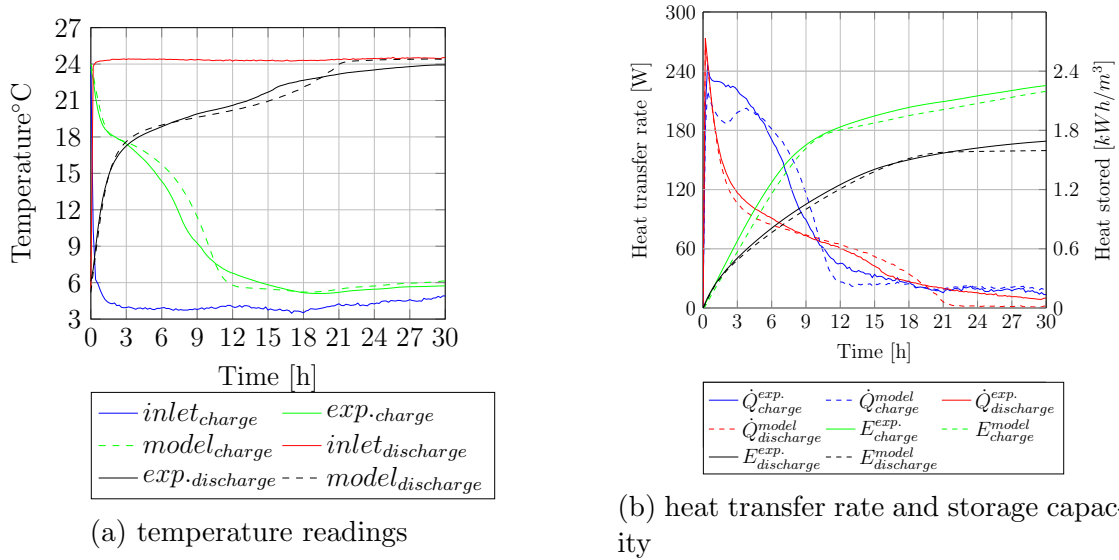 27
24
21
18
15
12
9
6
3
0 3 6 9 12 15 18 21 24 27 30
Temperature°C
Time [h]
inlet_charge
exp._charge
model_charge
inlet_discharge
exp._discharge
model_discharge
(a) temperature readings
300
240
180
120
60
0
2.4
1.8
1.2
0.6
0
0 3 6 9 12 15 18 21 24 27 30
Heat transfer rate [W]
Heat stored [kWh/m³]
Time [h]
Q̇^exp._charge
Q̇^model_charge
Q̇^exp._discharge
Q̇^model_discharge
E^exp._charge
E^model_charge
E^exp._discharge
E^model_discharge
(b) heat transfer rate and storage capac-
ity